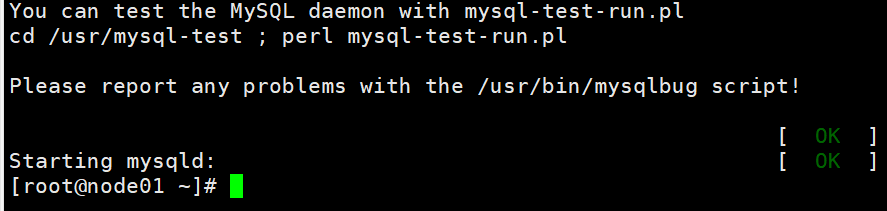 You can test the MySQL daemon with mysql-test-run.pl
cd /usr/mysql-test ; perl mysql-test-run.pl
Please report any problems with the /usr/bin/mysqlbug script!
[  OK  ]
Starting mysqld: [  OK  ]
[root@node01 ~]#